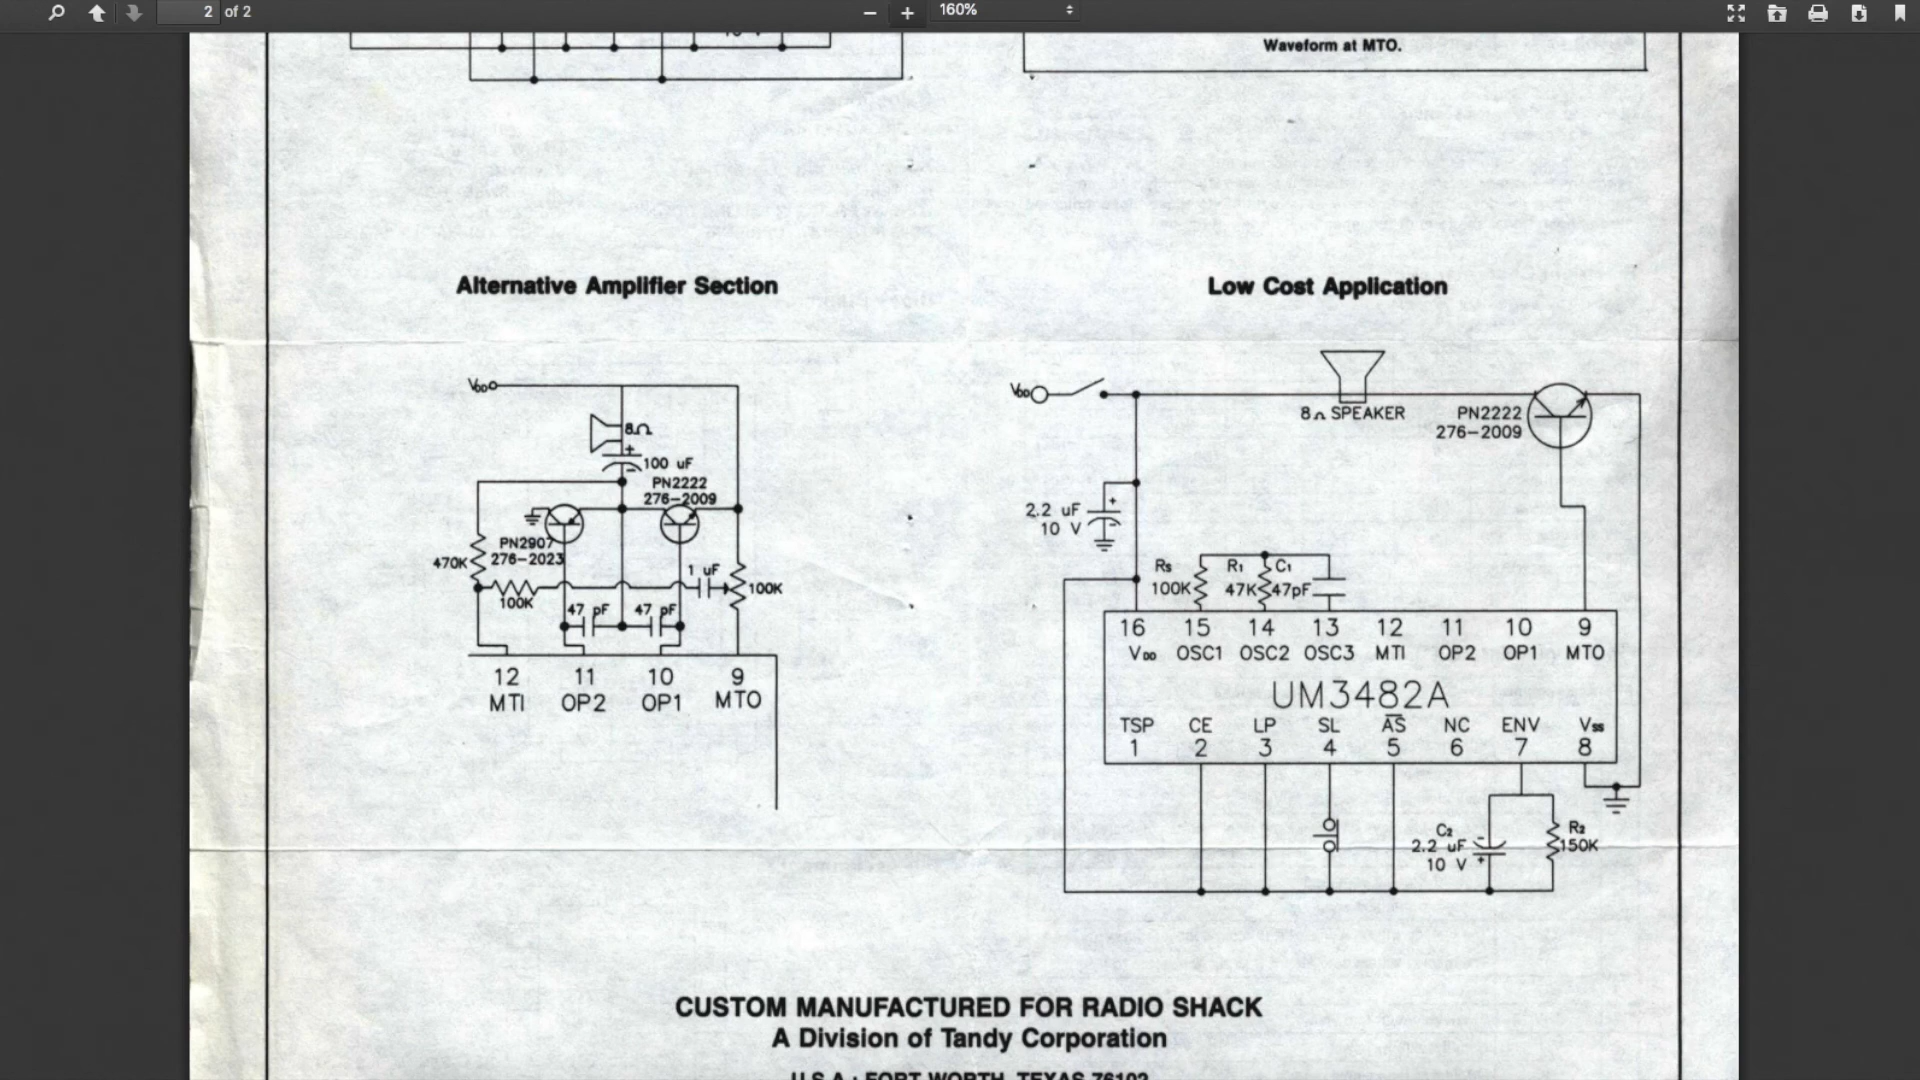 2 of 2
160%
Waveform at MTO.
Alternative Amplifier Section
VDD
8Ω
+
100 uF
PN2222
276-2009
PN2907
276-2023
470K
100K
1 uF
100K
47 pF
47 pF
12 11 10 9
MTI OP2 OP1 MTO
Low Cost Application
VDD
8Ω SPEAKER
PN2222
276-2009
+
2.2 uF
10 V
RS
100K
R1
47K
C1
47pF
16 15 14 13 12 11 10 9
VDD OSC1 OSC2 OSC3 MTI OP2 OP1 MTO
UM3482A
TSP CE LP SL A̅S̅ NC ENV VSS
1 2 3 4 5 6 7 8
C2
2.2 uF
10 V
+
R2
150K
CUSTOM MANUFACTURED FOR RADIO SHACK
A Division of Tandy Corporation
U.S.A.: FORT WORTH, TEXAS 76102